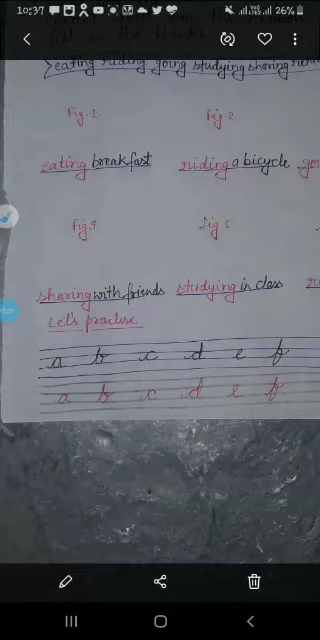 10:37
26%
eating riding going studying sharing
fig.1 fig.2
eating breakfast riding a bicycle
fig.4 fig 5
sharing with friends studying in class
Let's practise
a b c d e f
a b c d e f